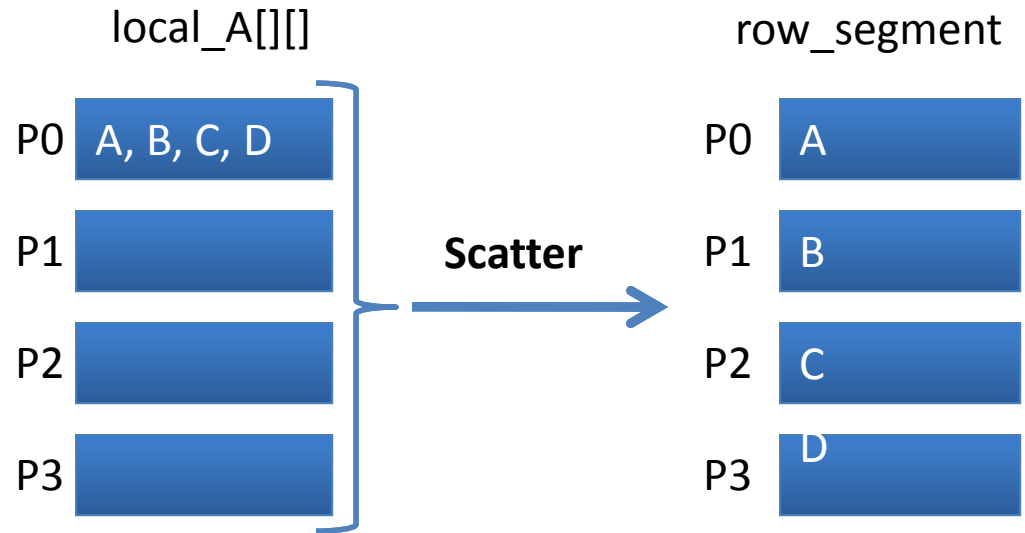 local_A[][]
row_segment
P0
A, B, C, D
P0
A
P1
Scatter
P1
B
P2
P2
C
P3
P3
D